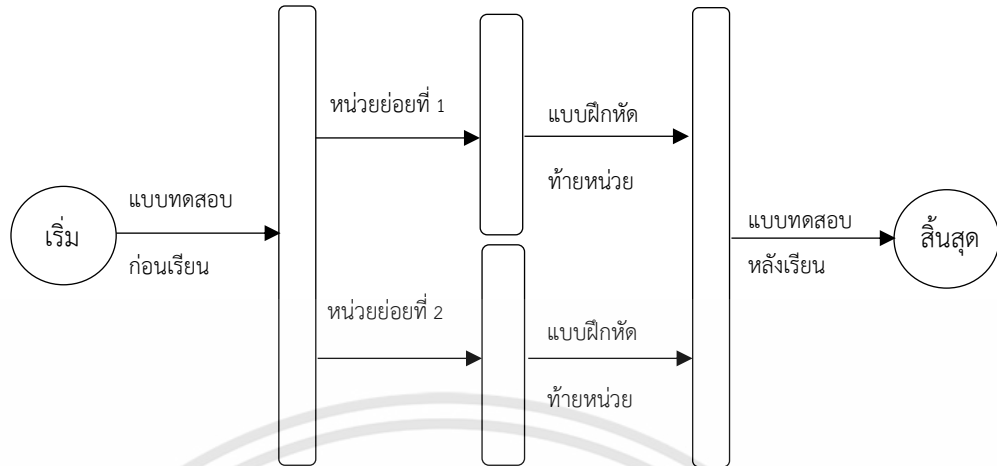 เริ่ม
แบบทดสอบ
ก่อนเรียน
หน่วยย่อยที่ 1
แบบฝึกหัด
ท้ายหน่วย
หน่วยย่อยที่ 2
แบบฝึกหัด
ท้ายหน่วย
แบบทดสอบ
หลังเรียน
สิ้นสุด